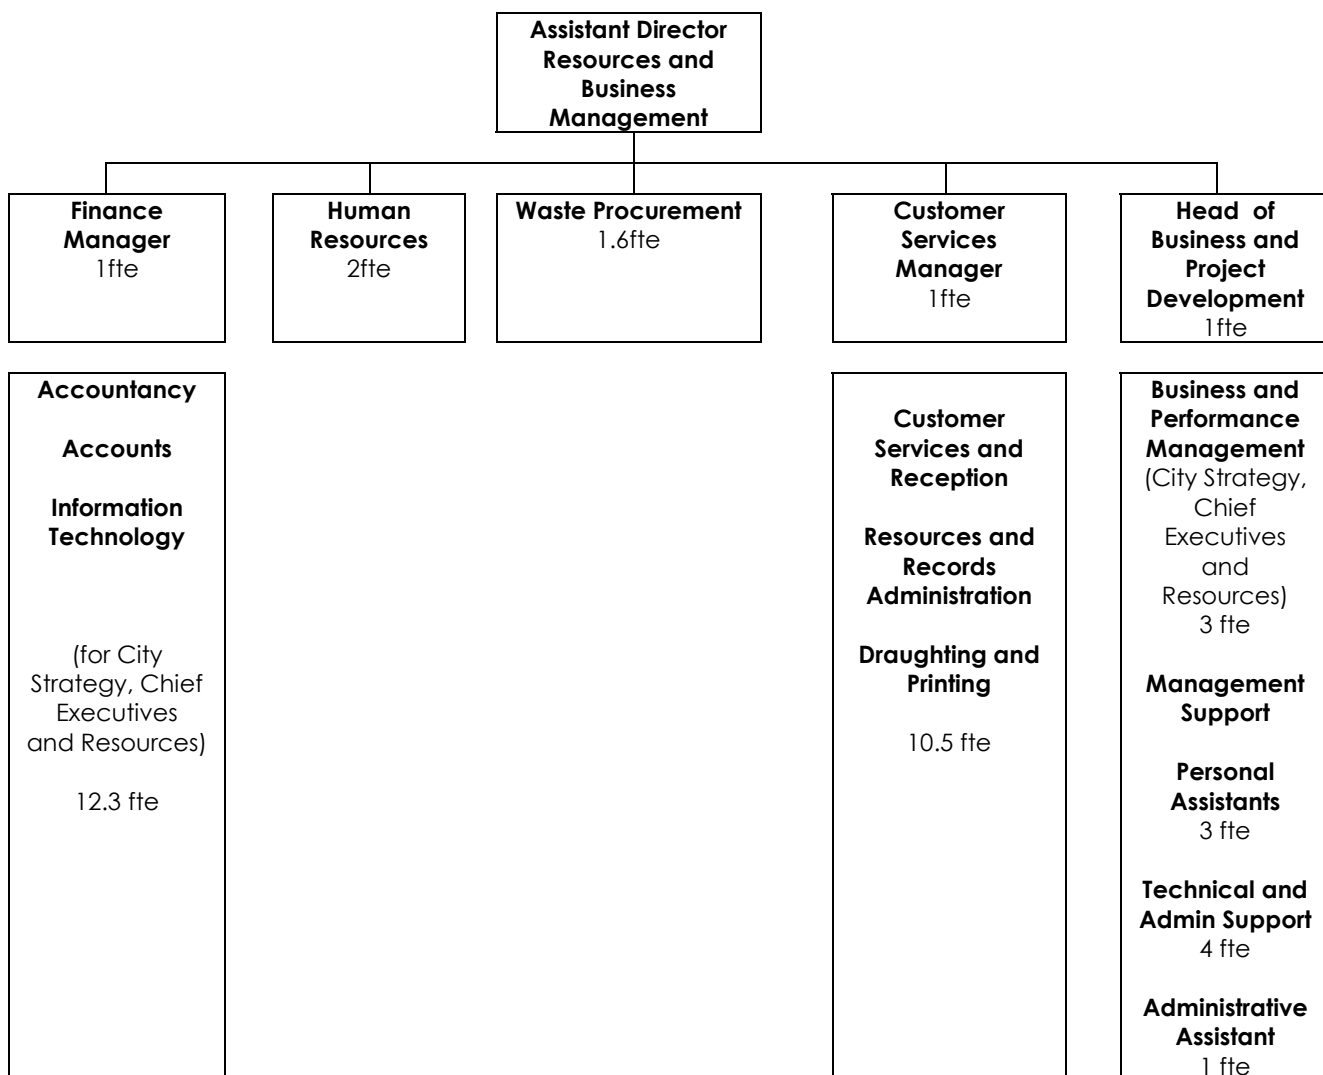 Assistant Director
Resources and
Business
Management
Finance
Manager
1fte
Human
Resources
2fte
Waste Procurement
1.6fte
Customer
Services
Manager
1fte
Head of
Business and
Project
Development
1fte
Accountancy
Accounts
Information
Technology
(for City
Strategy, Chief
Executives
and Resources)
12.3 fte
Customer
Services and
Reception
Resources and
Records
Administration
Draughting and
Printing
10.5 fte
Business and
Performance
Management
(City Strategy,
Chief
Executives
and
Resources)
3 fte
Management
Support
Personal
Assistants
3 fte
Technical and
Admin Support
4 fte
Administrative
Assistant
1 fte